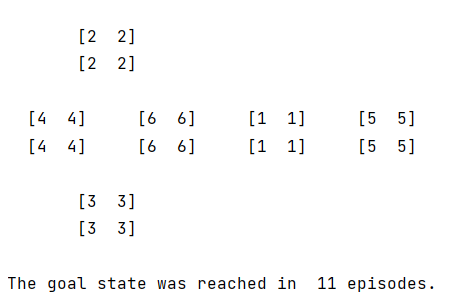 [2 2]
[2 2]
[4 4] [6 6] [1 1] [5 5]
[4 4] [6 6] [1 1] [5 5]
[3 3]
[3 3]
The goal state was reached in 11 episodes.